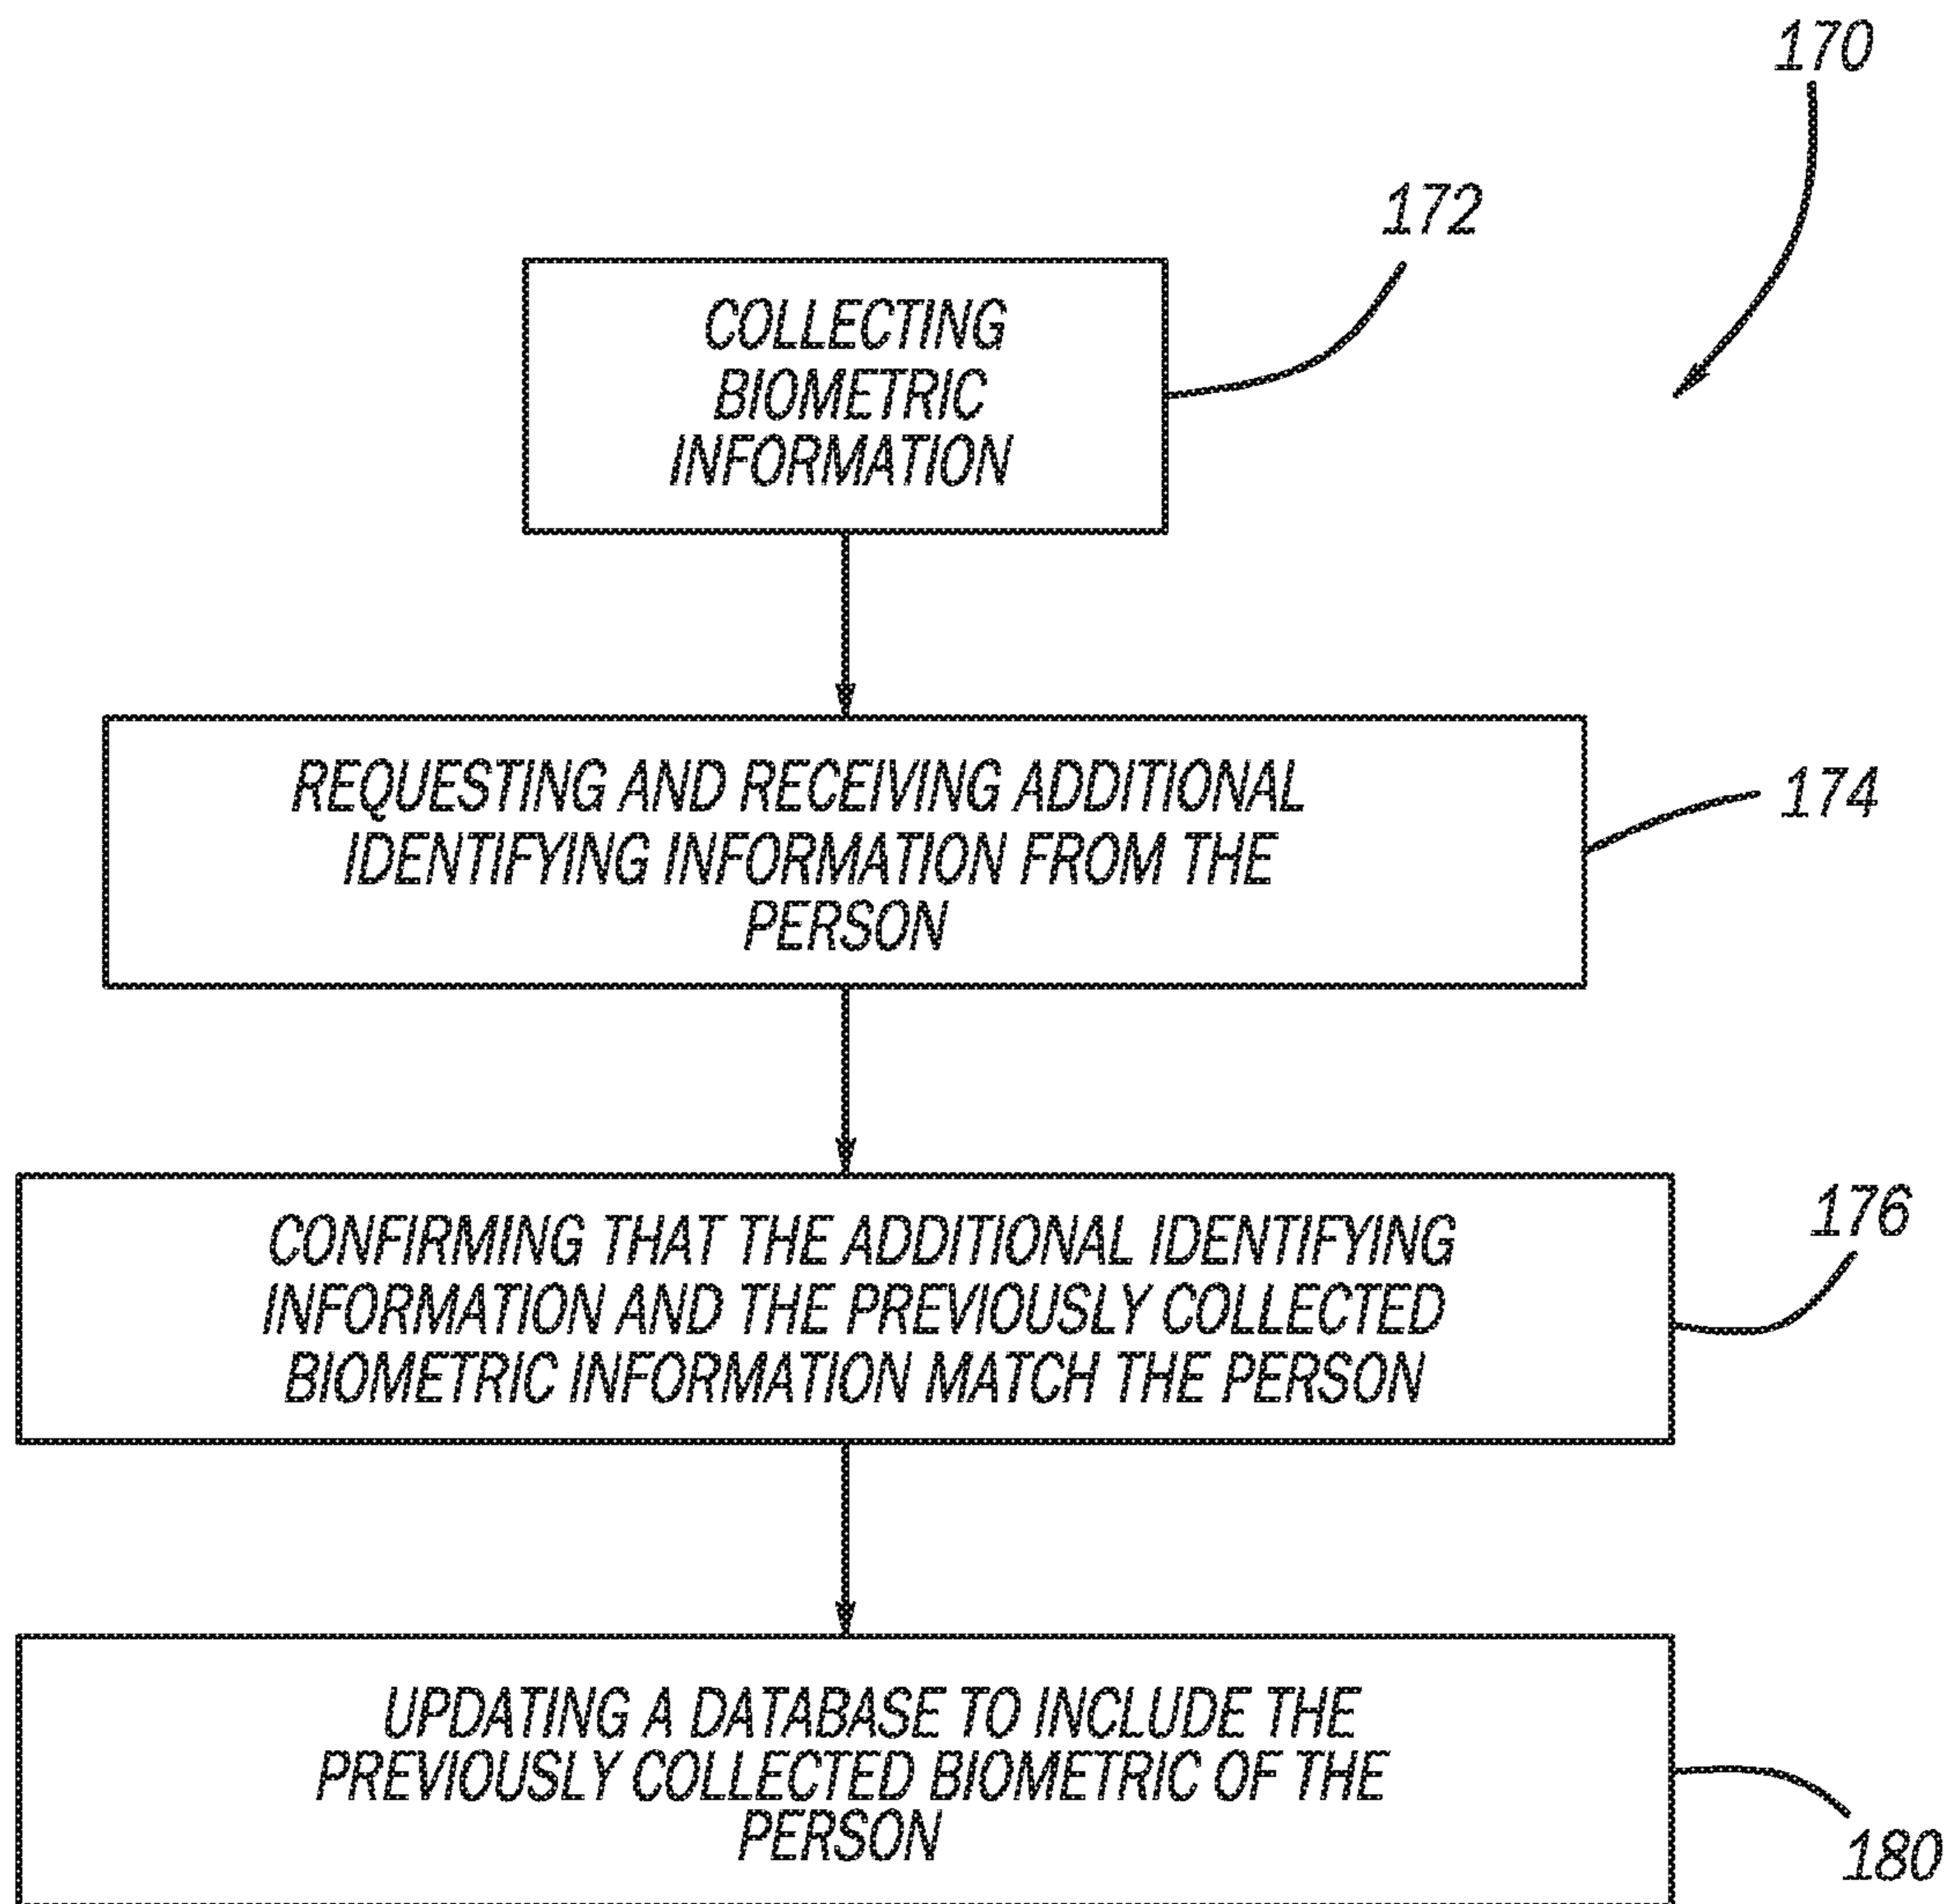 170
172
COLLECTING
BIOMETRIC
INFORMATION
REQUESTING AND RECEIVING ADDITIONAL
IDENTIFYING INFORMATION FROM THE
PERSON
174
CONFIRMING THAT THE ADDITIONAL IDENTIFYING
INFORMATION AND THE PREVIOUSLY COLLECTED
BIOMETRIC INFORMATION MATCH THE PERSON
176
UPDATING A DATABASE TO INCLUDE THE
PREVIOUSLY COLLECTED BIOMETRIC OF THE
PERSON
180